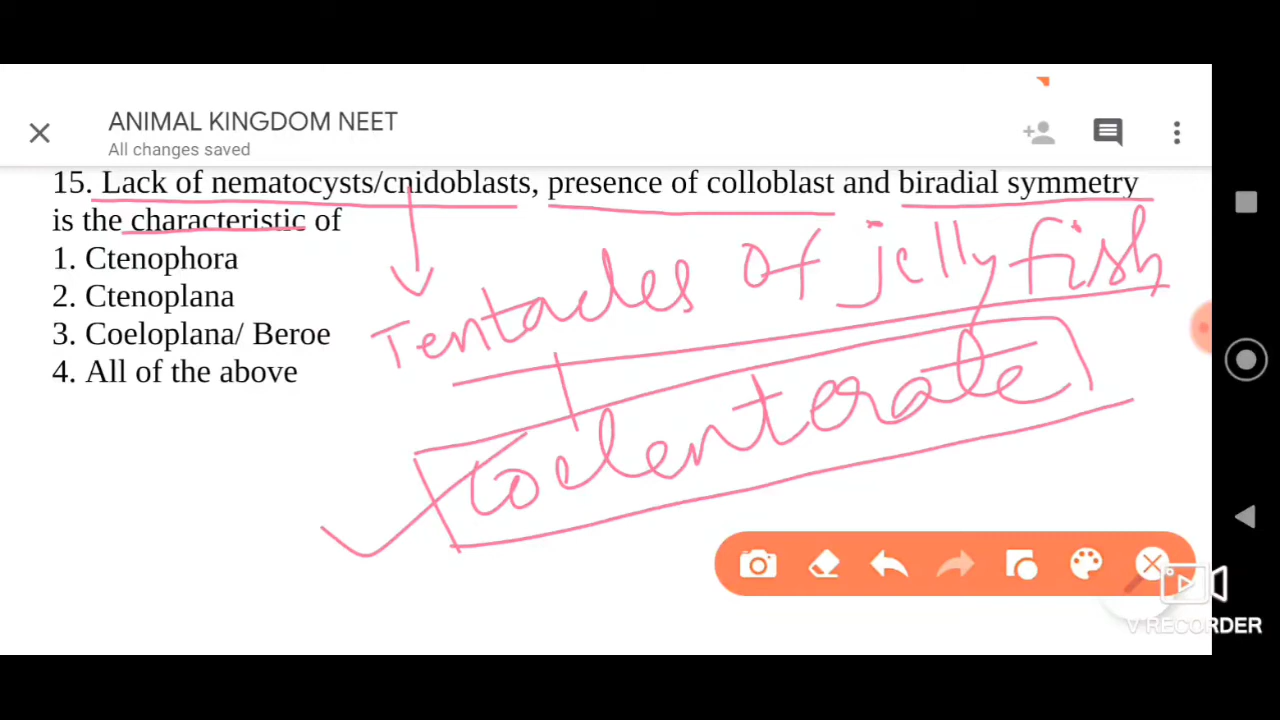 ANIMAL KINGDOM NEET
All changes saved
15. Lack of nematocysts/cnidoblasts, presence of colloblast and biradial symmetry
is the characteristic of
1. Ctenophora
2. Ctenoplana
3. Coeloplana/ Beroe
4. All of the above
Tentacles of jelly fish
Coelenterate
V RECORDER